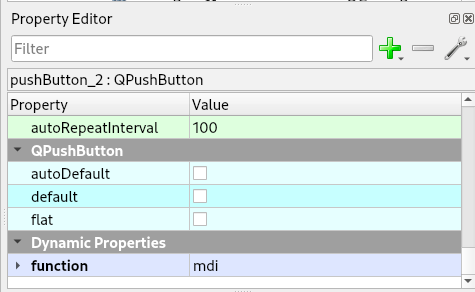 Property Editor
Filter
pushButton_2 : QPushButton
Property Value
autoRepeatInterval 100
QPushButton
autoDefault
default
flat
Dynamic Properties
function mdi